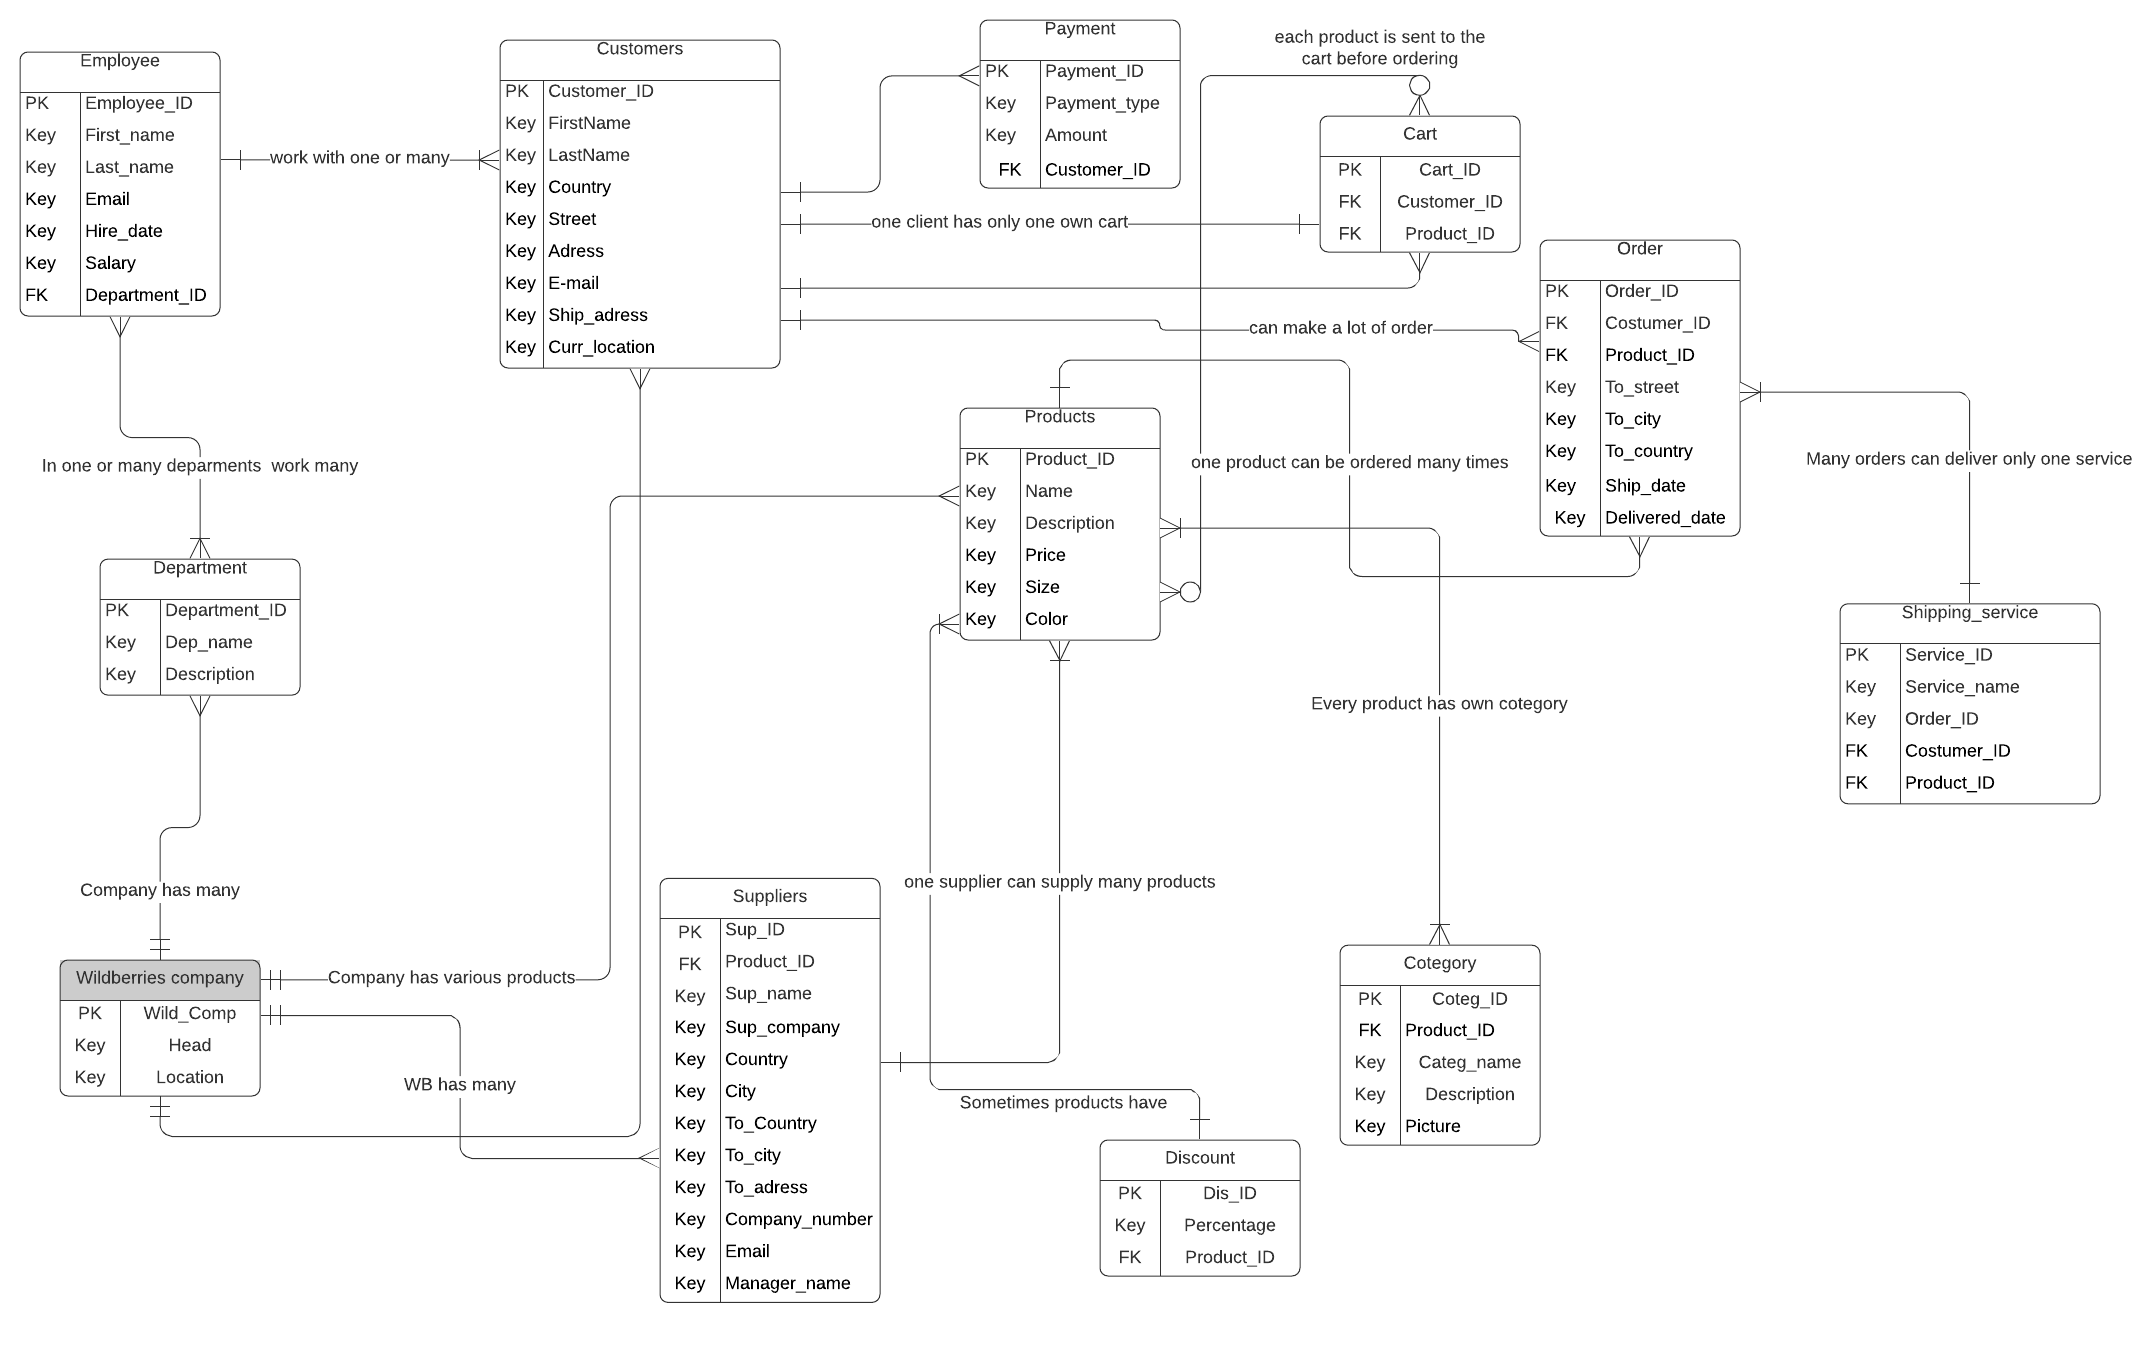 Employee
PK Employee_ID
Key First_name
Key Last_name
Key Email
Key Hire_date
Key Salary
FK Department_ID
work with one or many
Customers
PK Customer_ID
Key FirstName
Key LastName
Key Country
Key Street
Key Adress
Key E-mail
Key Ship_adress
Key Curr_location
Payment
PK Payment_ID
Key Payment_type
Key Amount
FK Customer_ID
each product is sent to the
cart before ordering
Cart
PK Cart_ID
FK Customer_ID
FK Product_ID
one client has only one own cart
can make a lot of order
Order
PK Order_ID
FK Costumer_ID
FK Product_ID
Key To_street
Key To_city
Key To_country
Key Ship_date
Key Delivered_date
Products
PK Product_ID
Key Name
Key Description
Key Price
Key Size
Key Color
one product can be ordered many times
Many orders can deliver only one service
In one or many deparments work many
Department
PK Department_ID
Key Dep_name
Key Description
Shipping_service
PK Service_ID
Key Service_name
Key Order_ID
FK Costumer_ID
FK Product_ID
Every product has own cotegory
Company has many
one supplier can supply many products
Wildberries company
PK Wild_Comp
Key Head
Key Location
Company has various products
WB has many
Suppliers
PK Sup_ID
FK Product_ID
Key Sup_name
Key Sup_company
Key Country
Key City
Key To_Country
Key To_city
Key To_adress
Key Company_number
Key Email
Key Manager_name
Sometimes products have
Discount
PK Dis_ID
Key Percentage
FK Product_ID
Cotegory
PK Coteg_ID
FK Product_ID
Key Categ_name
Key Description
Key Picture